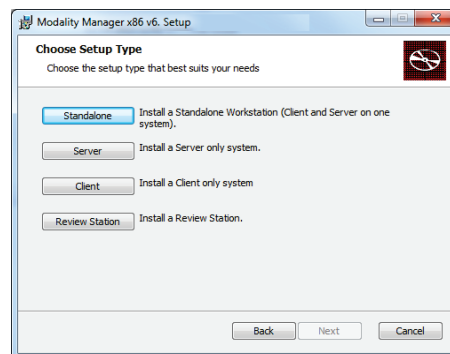 Modality Manager x86 v6. Setup
Choose Setup Type
Choose the setup type that best suits your needs
Standalone
Install a Standalone Workstation (Client and Server on one
system).
Server
Install a Server only system.
Client
Install a Client only system
Review Station
Install a Review Station.
Back
Next
Cancel